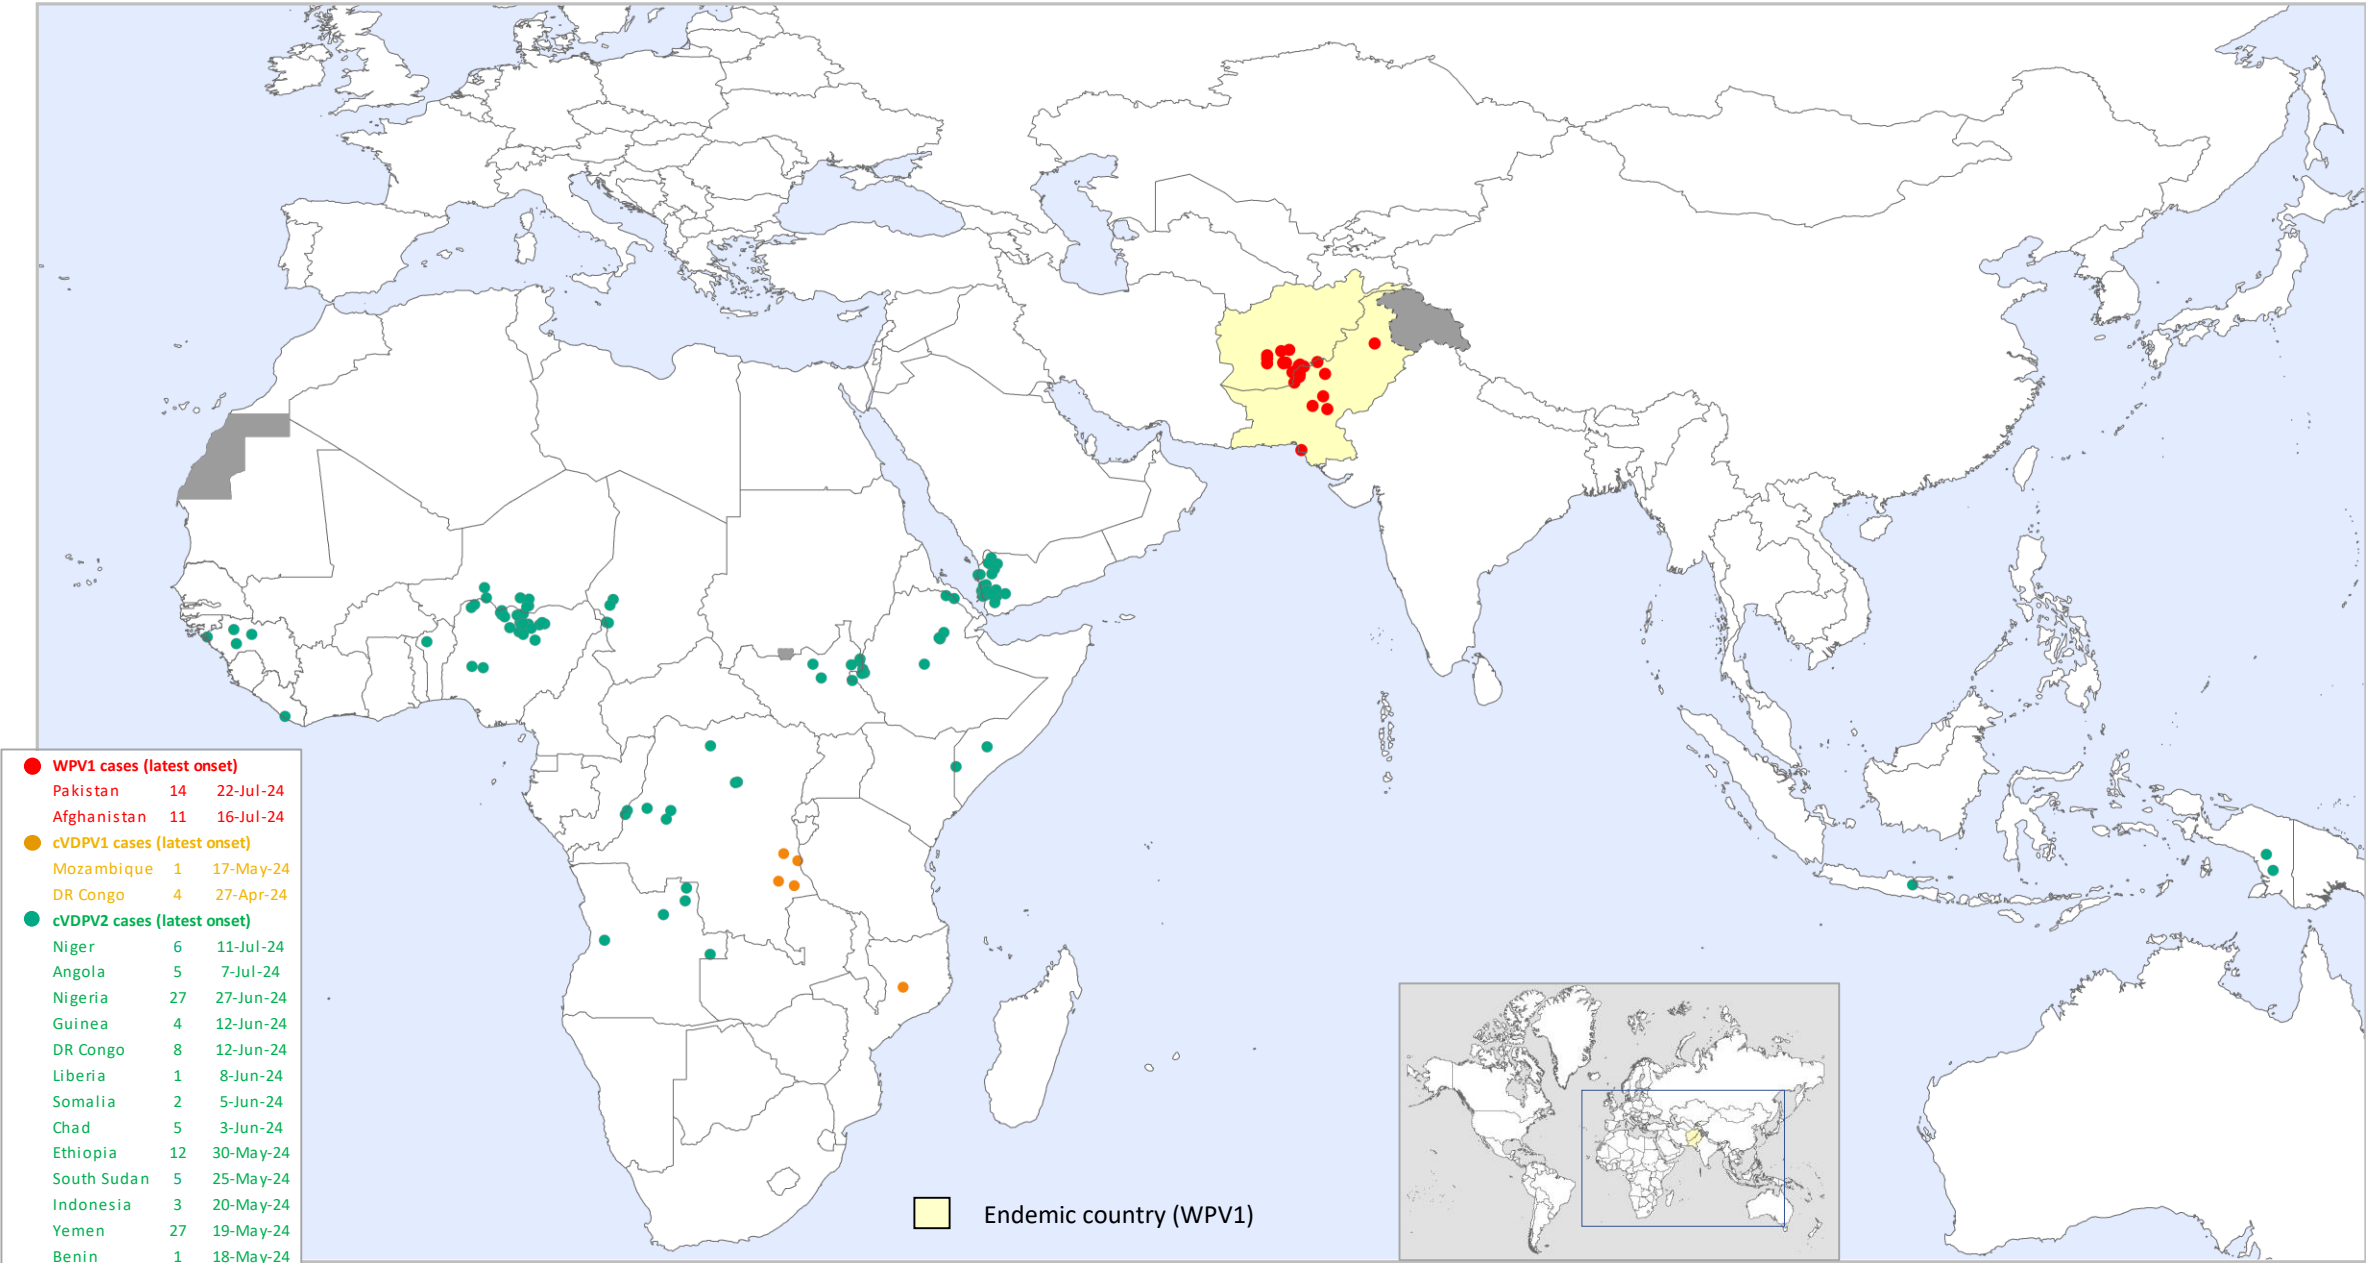 WPV1 cases (latest onset)
Pakistan 14 22-Jul-24
Afghanistan 11 16-Jul-24
cVDPV1 cases (latest onset)
Mozambique 1 17-May-24
DR Congo 4 27-Apr-24
cVDPV2 cases (latest onset)
Niger 6 11-Jul-24
Angola 5 7-Jul-24
Nigeria 27 27-Jun-24
Guinea 4 12-Jun-24
DR Congo 8 12-Jun-24
Liberia 1 8-Jun-24
Somalia 2 5-Jun-24
Chad 5 3-Jun-24
Ethiopia 12 30-May-24
South Sudan 5 25-May-24
Indonesia 3 20-May-24
Yemen 27 19-May-24
Benin 1 18-May-24
Endemic country (WPV1)